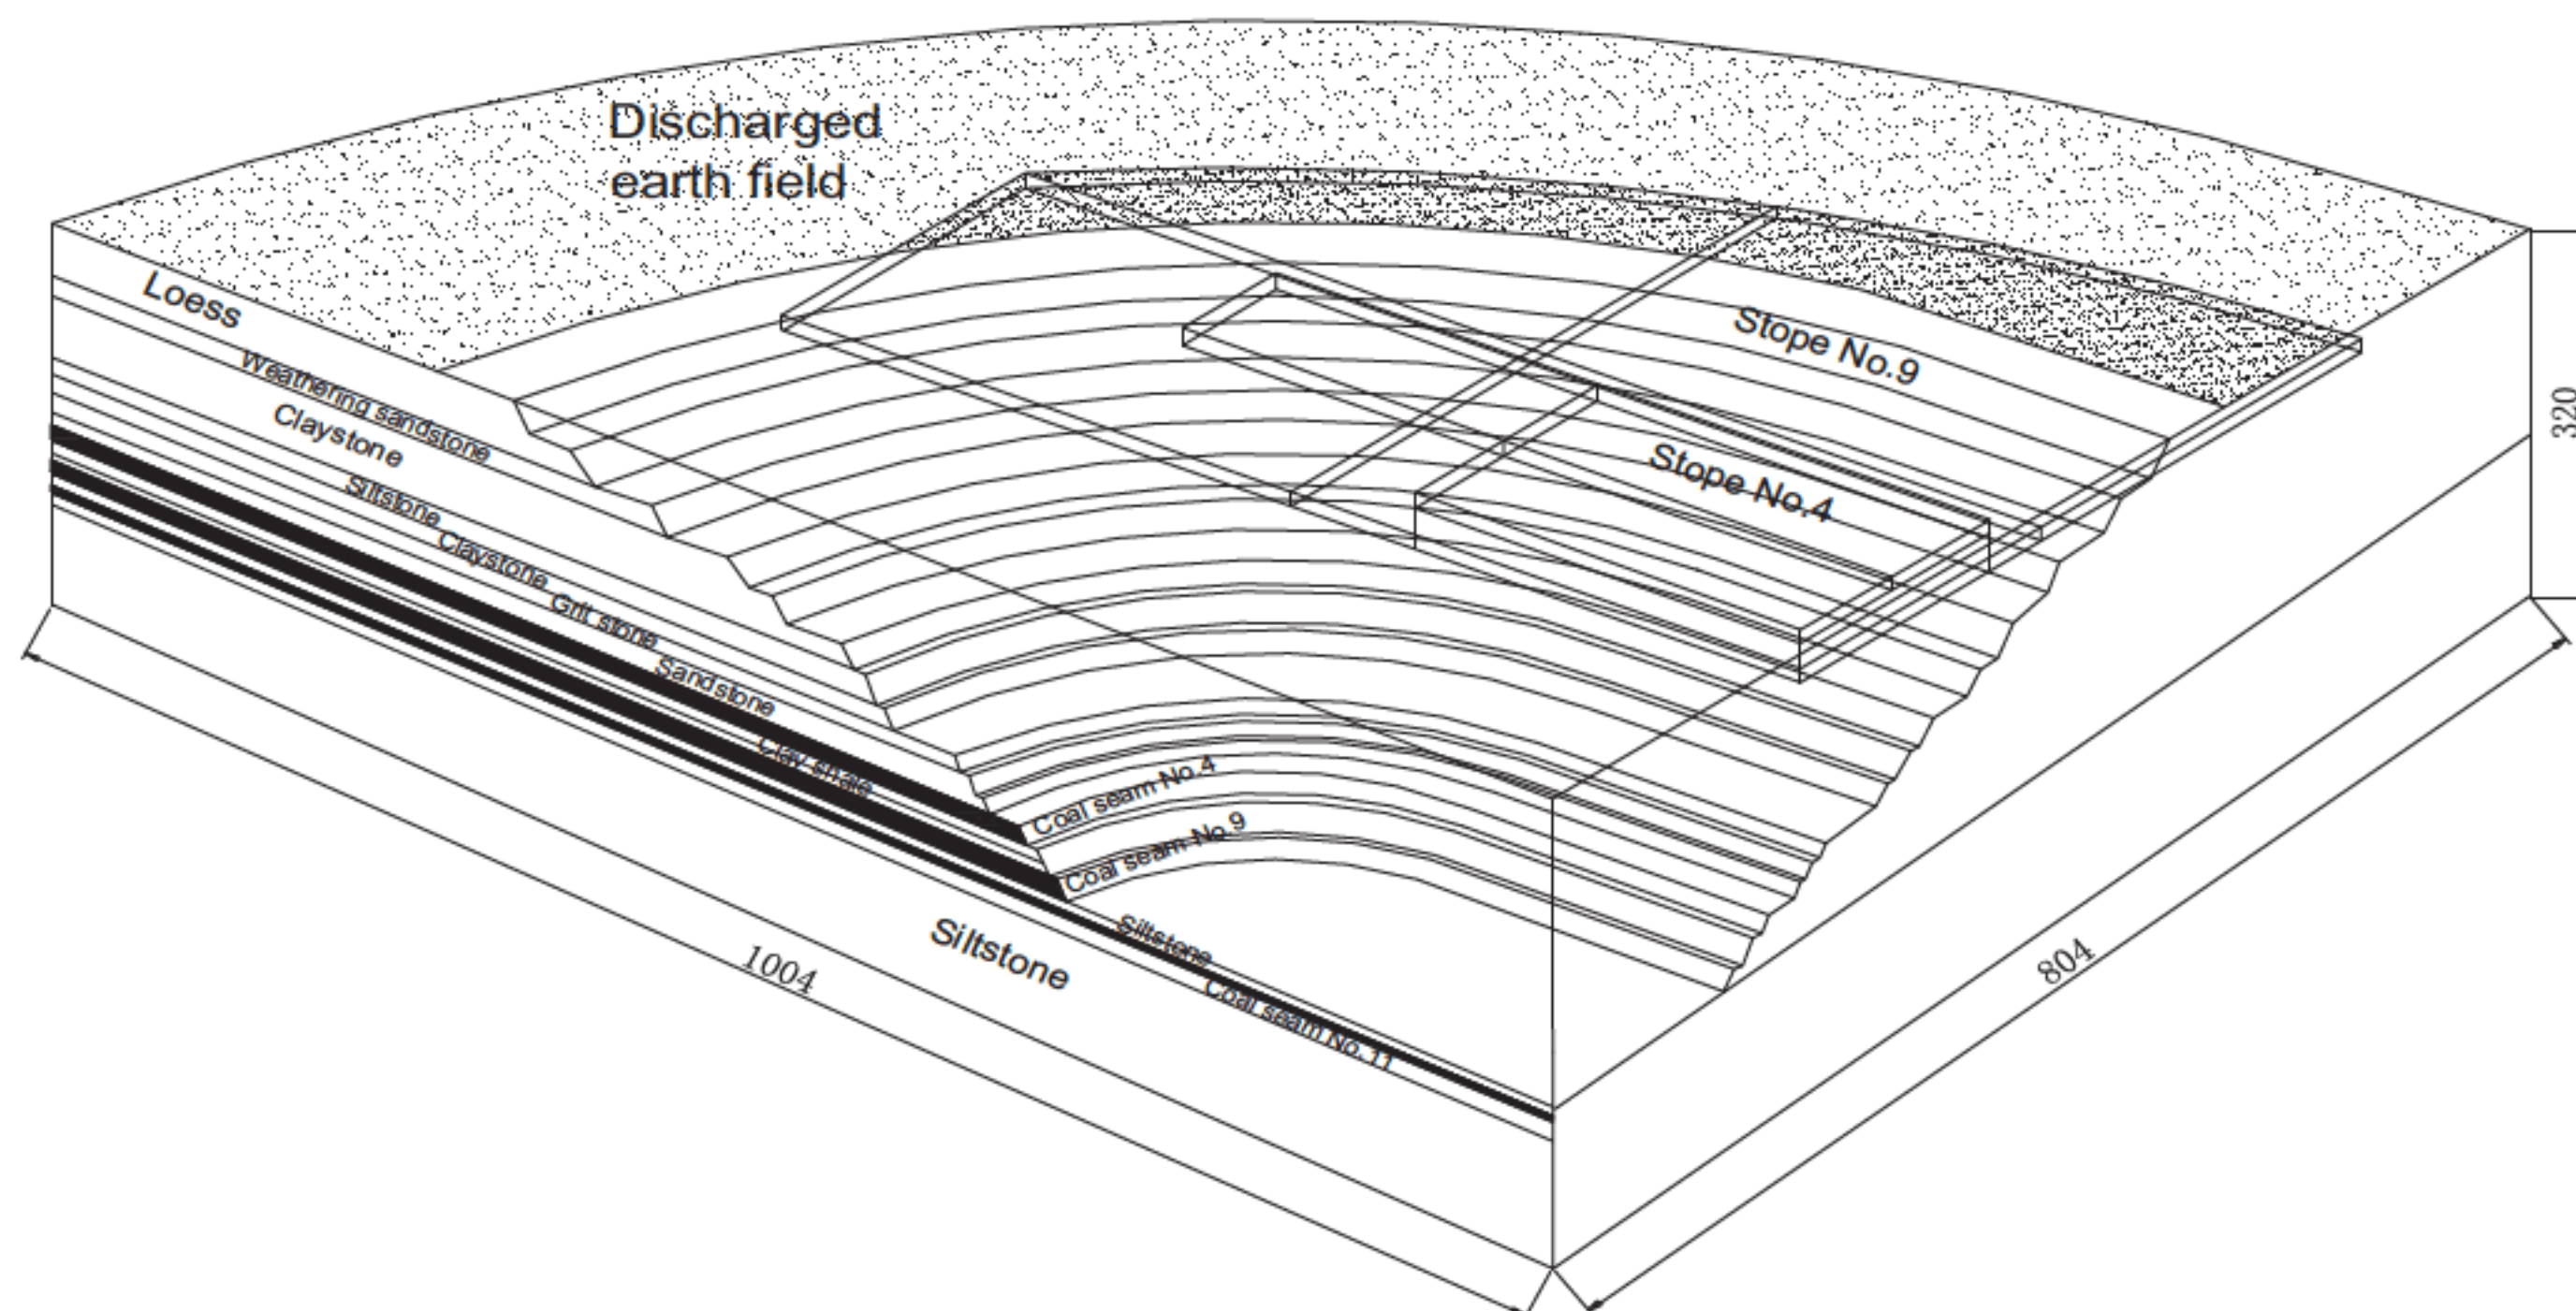 Discharged
earth field
Loess
Weathering sandstone
Claystone
Siltstone
Claystone
Grit stone
Sandstone
Clay shale
Coal seam No.4
Coal seam No.9
Siltstone
Coal seam No.11
Siltstone
Stope No.9
Stope No.4
320
1004
804